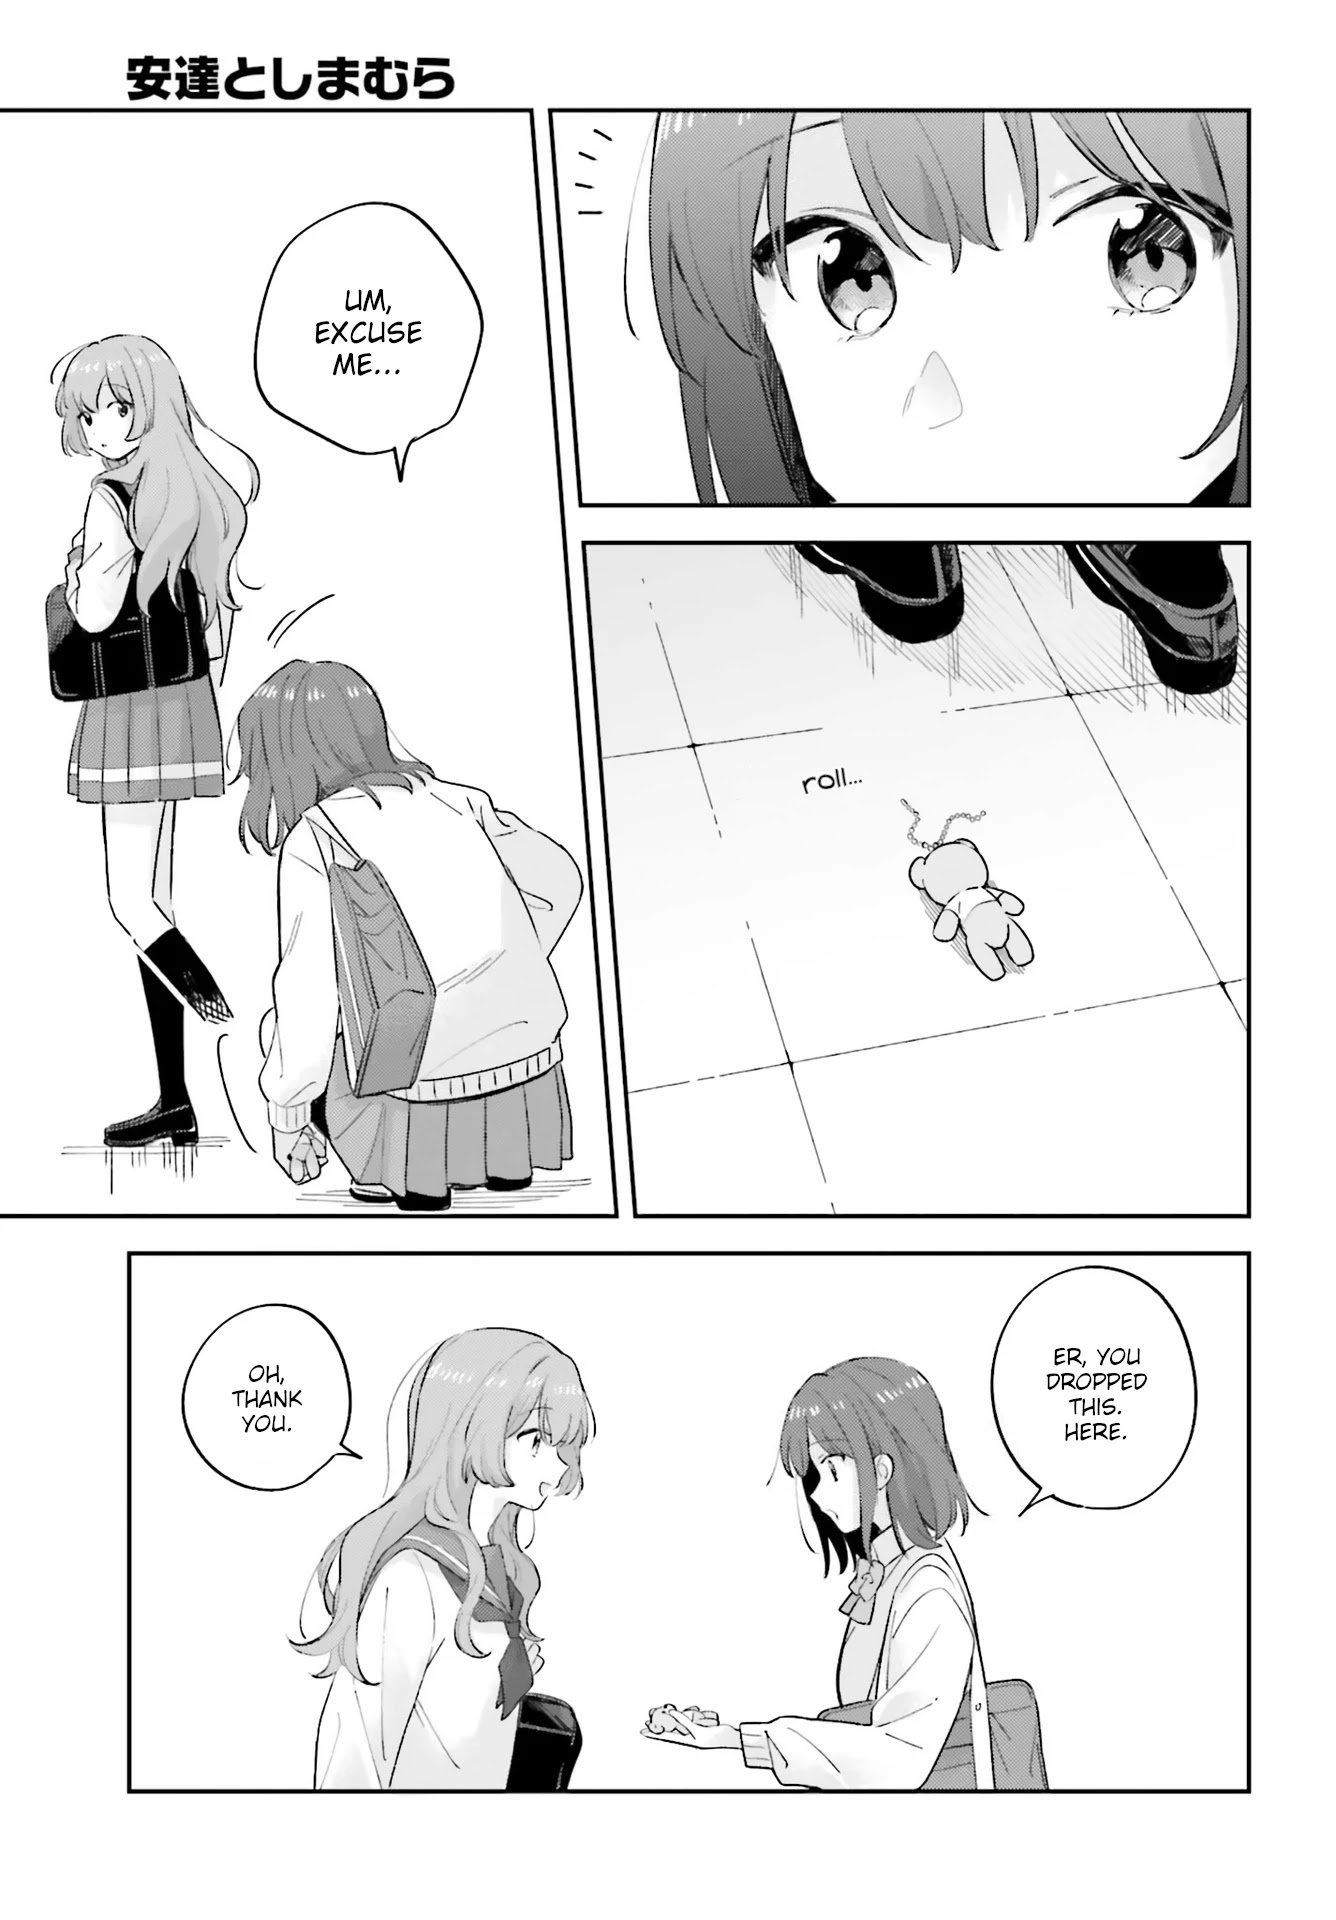 安達としまむら
roll...
UM,
EXCUSE
ME...
ER, YOU
DROPPED
THIS.
HERE.
OH,
THANK
YOU.